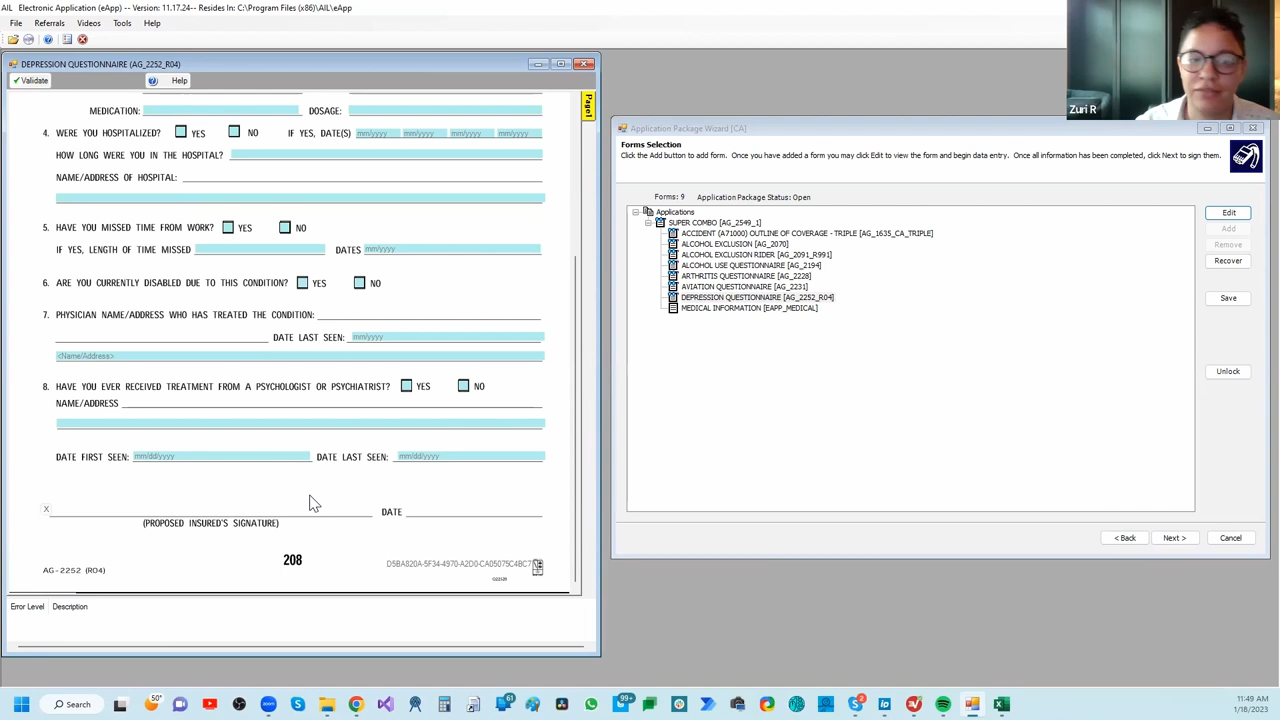 AIL Electronic Application (eApp) -- Version: 11.17.24-- Resides In: C:\Program Files (x86)\AIL\eApp
File Referrals Videos Tools Help
Zuri R
DEPRESSION QUESTIONNAIRE (AG_2252_R04)
Validate Help
Page1
MEDICATION: DOSAGE:
4. WERE YOU HOSPITALIZED? YES NO IF YES, DATE(S) mm/yyyy mm/yyyy mm/yyyy mm/yyyy
HOW LONG WERE YOU IN THE HOSPITAL?
NAME/ADDRESS OF HOSPITAL:
5. HAVE YOU MISSED TIME FROM WORK? YES NO
IF YES, LENGTH OF TIME MISSED DATES mm/yyyy
6. ARE YOU CURRENTLY DISABLED DUE TO THIS CONDITION? YES NO
7. PHYSICIAN NAME/ADDRESS WHO HAS TREATED THE CONDITION:
DATE LAST SEEN: mm/yyyy
<Name/Address>
8. HAVE YOU EVER RECEIVED TREATMENT FROM A PSYCHOLOGIST OR PSYCHIATRIST? YES NO
NAME/ADDRESS
DATE FIRST SEEN: mm/dd/yyyy DATE LAST SEEN: mm/dd/yyyy
X DATE
(PROPOSED INSURED'S SIGNATURE)
208
D5BA820A-5F34-4970-A2D0-CA05075C4BC7
AG-2252 (R04)
Error Level Description
Application Package Wizard [CA]
Forms Selection
Click the Add button to add form. Once you have added a form you may click Edit to view the form and begin data entry. Once all information has been completed, click Next to sign them.
Forms: 9 Application Package Status: Open
Applications
SUPER COMBO [AG_2549_1]
ACCIDENT (A71000) OUTLINE OF COVERAGE - TRIPLE [AG_1635_CA_TRIPLE]
ALCOHOL EXCLUSION [AG_2070]
ALCOHOL EXCLUSION RIDER [AG_2091_R991]
ALCOHOL USE QUESTIONNAIRE [AG_2194]
ARTHRITIS QUESTIONNAIRE [AG_2228]
AVIATION QUESTIONNAIRE [AG_2231]
DEPRESSION QUESTIONNAIRE [AG_2252_R04]
MEDICAL INFORMATION [EAPP_MEDICAL]
Edit
Add
Remove
Recover
Save
Unlock
< Back Next > Cancel
50°
Search
61
99+
2
11:49 AM
1/18/2023